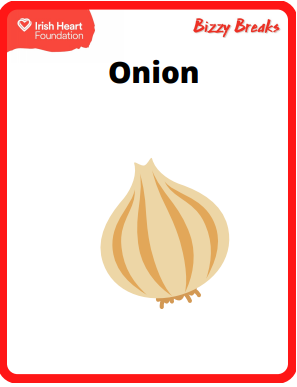 Irish Heart
Foundation
Bizzy Breaks
Onion